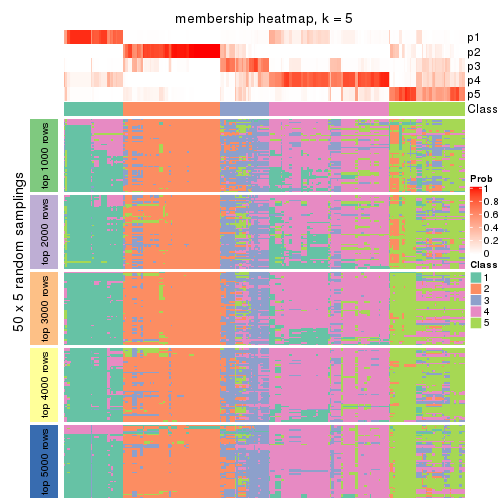 membership heatmap, k = 5
p1
p2
p3
p4
p5
Class
50 x 5 random samplings
top 1000 rows
top 2000 rows
top 3000 rows
top 4000 rows
top 5000 rows
Prob
1
0.8
0.6
0.4
0.2
0
Class
1
2
3
4
5